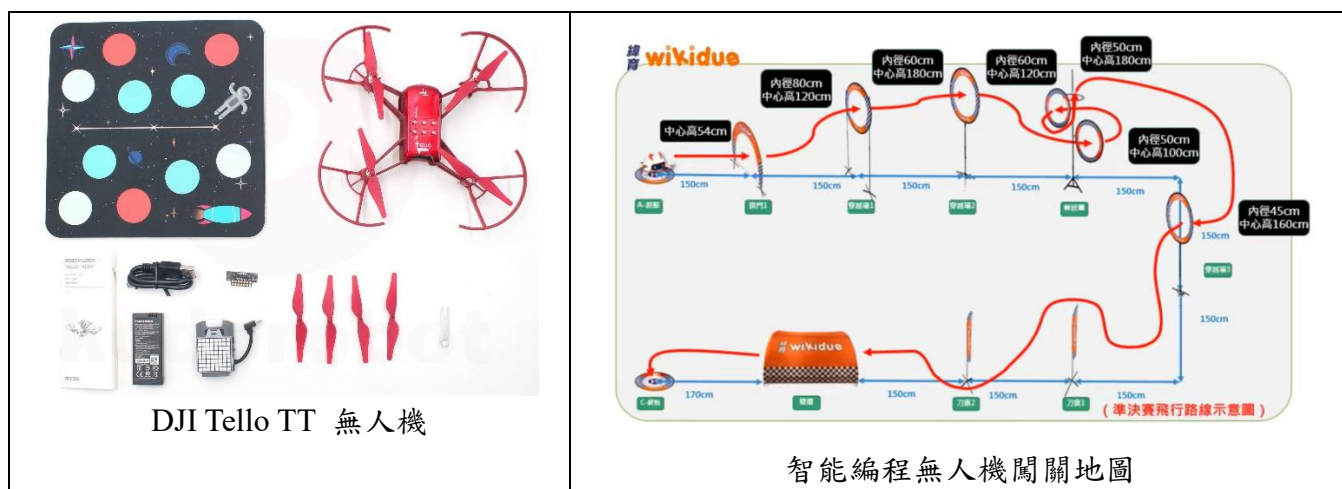 TELLO
DJI Tello TT 無人機
緯育 wikidue
中心高54cm
內徑80cm
中心高120cm
內徑60cm
中心高180cm
內徑60cm
中心高120cm
內徑50cm
中心高180cm
內徑50cm
中心高100cm
內徑45cm
中心高160cm
150cm
150cm
150cm
150cm
150cm
A-起點
拱門1
穿越環1
穿越環2
150cm
穿越環3
150cm
wikidue
C-終點
170cm
隧道
150cm
刀旗2
150cm
刀旗1
150cm
(準決賽飛行路線示意圖)
智能編程無人機闖關地圖